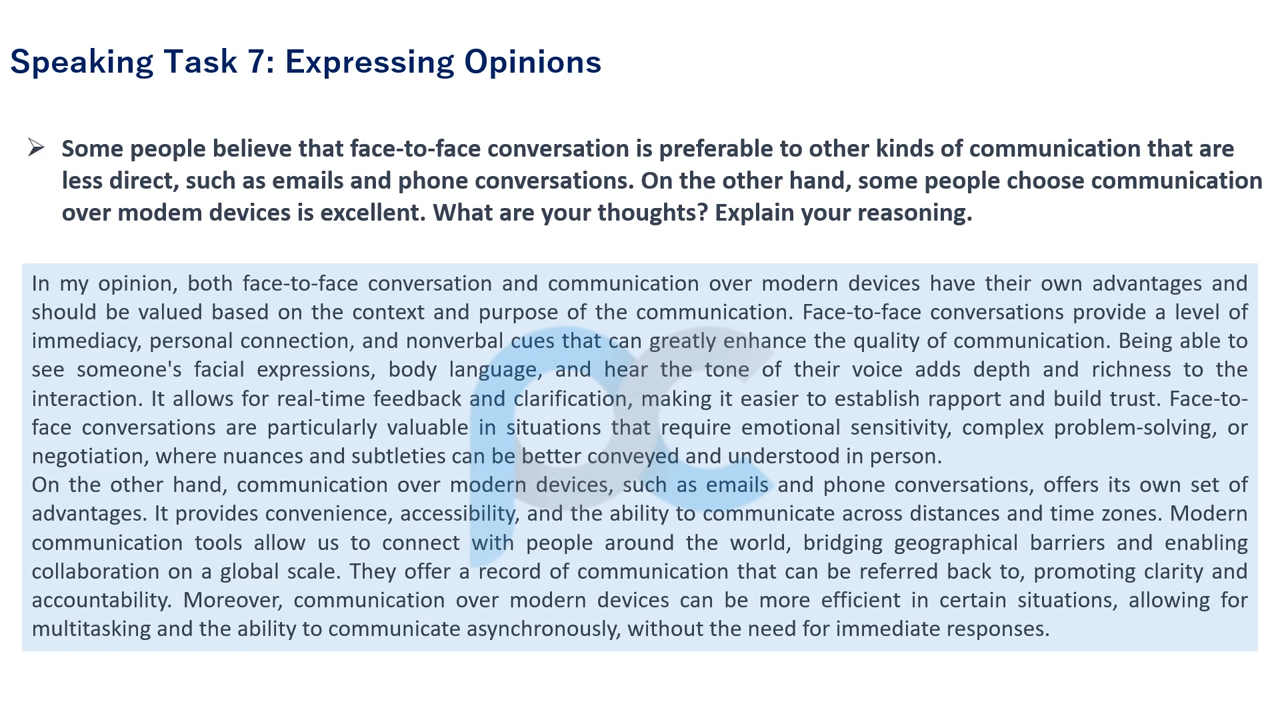 Speaking Task 7: Expressing Opinions
➢ Some people believe that face-to-face conversation is preferable to other kinds of communication that are
less direct, such as emails and phone conversations. On the other hand, some people choose communication
over modem devices is excellent. What are your thoughts? Explain your reasoning.
In my opinion, both face-to-face conversation and communication over modern devices have their own advantages and
should be valued based on the context and purpose of the communication. Face-to-face conversations provide a level of
immediacy, personal connection, and nonverbal cues that can greatly enhance the quality of communication. Being able to
see someone's facial expressions, body language, and hear the tone of their voice adds depth and richness to the
interaction. It allows for real-time feedback and clarification, making it easier to establish rapport and build trust. Face-to-
face conversations are particularly valuable in situations that require emotional sensitivity, complex problem-solving, or
negotiation, where nuances and subtleties can be better conveyed and understood in person.
On the other hand, communication over modern devices, such as emails and phone conversations, offers its own set of
advantages. It provides convenience, accessibility, and the ability to communicate across distances and time zones. Modern
communication tools allow us to connect with people around the world, bridging geographical barriers and enabling
collaboration on a global scale. They offer a record of communication that can be referred back to, promoting clarity and
accountability. Moreover, communication over modern devices can be more efficient in certain situations, allowing for
multitasking and the ability to communicate asynchronously, without the need for immediate responses.
pc